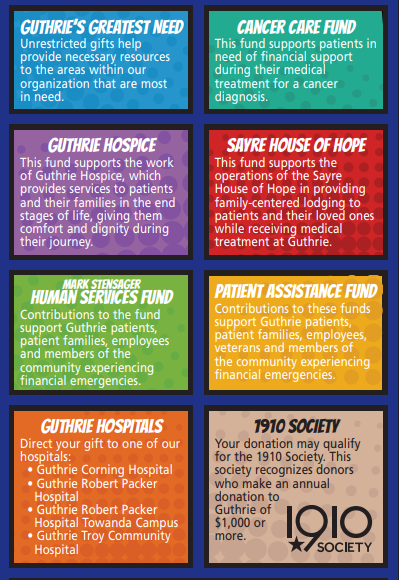 GUTHRIE'S GREATEST NEED
Unrestricted gifts help
provide necessary resources
to the areas within our
organization that are most
in need.
CANCER CARE FUND
This fund supports patients in
need of financial support
during their medical
treatment for a cancer
diagnosis.
GUTHRIE HOSPICE
This fund supports the work
of Guthrie Hospice, which
provides services to patients
and their families in the end
stages of life, giving them
comfort and dignity during
their journey.
SAYRE HOUSE OF HOPE
This fund supports the
operations of the Sayre
House of Hope in providing
family-centered lodging to
patients and their loved ones
while receiving medical
treatment at Guthrie.
MARK STENSAGER
HUMAN SERVICES FUND
Contributions to the fund
support Guthrie patients,
patient families, employees
and members of the
community experiencing
financial emergencies.
PATIENT ASSISTANCE FUND
Contributions to these funds
support Guthrie patients,
patient families, employees,
veterans and members of
the community experiencing
financial emergencies.
GUTHRIE HOSPITALS
Direct your gift to one of our
hospitals:
• Guthrie Corning Hospital
• Guthrie Robert Packer
Hospital
• Guthrie Robert Packer
Hospital Towanda Campus
• Guthrie Troy Community
Hospital
1910 SOCIETY
Your donation may qualify
for the 1910 Society. This
society recognizes donors
who make an annual
donation to
Guthrie of
$1,000 or
more.
1910
SOCIETY